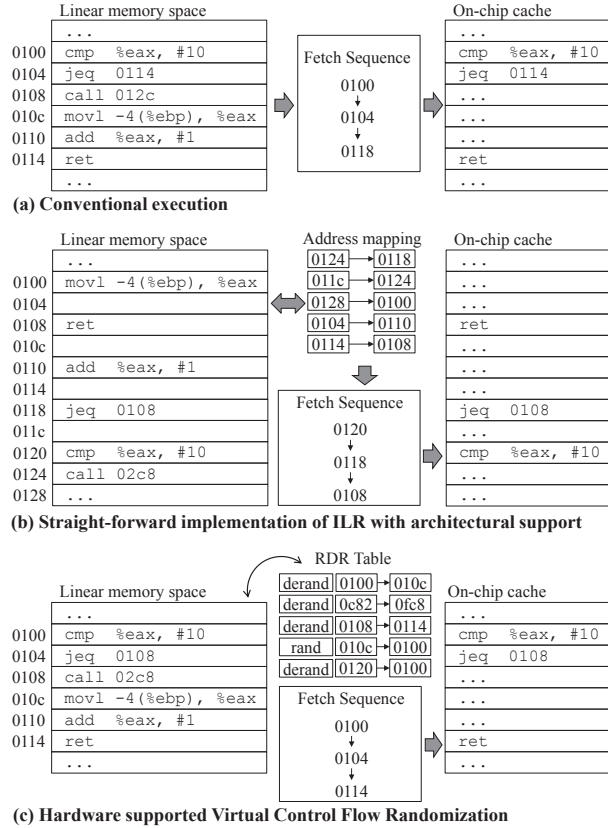 Linear memory space
On-chip cache
...
0100 cmp %eax, #10
0104 jeq 0114
0108 call 012c
010c movl -4(%ebp), %eax
0110 add %eax, #1
0114 ret
...
Fetch Sequence
0100
0104
0118
...
cmp %eax, #10
jeq 0114
...
...
...
ret
...
(a) Conventional execution
Linear memory space
Address mapping
On-chip cache
...
0100 movl -4(%ebp), %eax
0104
0108 ret
010c
0110 add %eax, #1
0114
0118 jeq 0108
011c
0120 cmp %eax, #10
0124 call 02c8
0128 ...
0124 0118
011c 0124
0128 0100
0104 0110
0114 0108
Fetch Sequence
0120
0118
0108
...
...
...
ret
...
...
...
jeq 0108
...
cmp %eax, #10
...
...
(b) Straight-forward implementation of ILR with architectural support
RDR Table
Linear memory space
On-chip cache
...
0100 cmp %eax, #10
0104 jeq 0108
0108 call 02c8
010c movl -4(%ebp), %eax
0110 add %eax, #1
0114 ret
...
derand 0100 010c
derand 0c82 0fc8
derand 0108 0114
rand 010c 0100
derand 0120 0100
Fetch Sequence
0100
0104
0114
...
cmp %eax, #10
jeq 0108
...
...
...
ret
...
(c) Hardware supported Virtual Control Flow Randomization